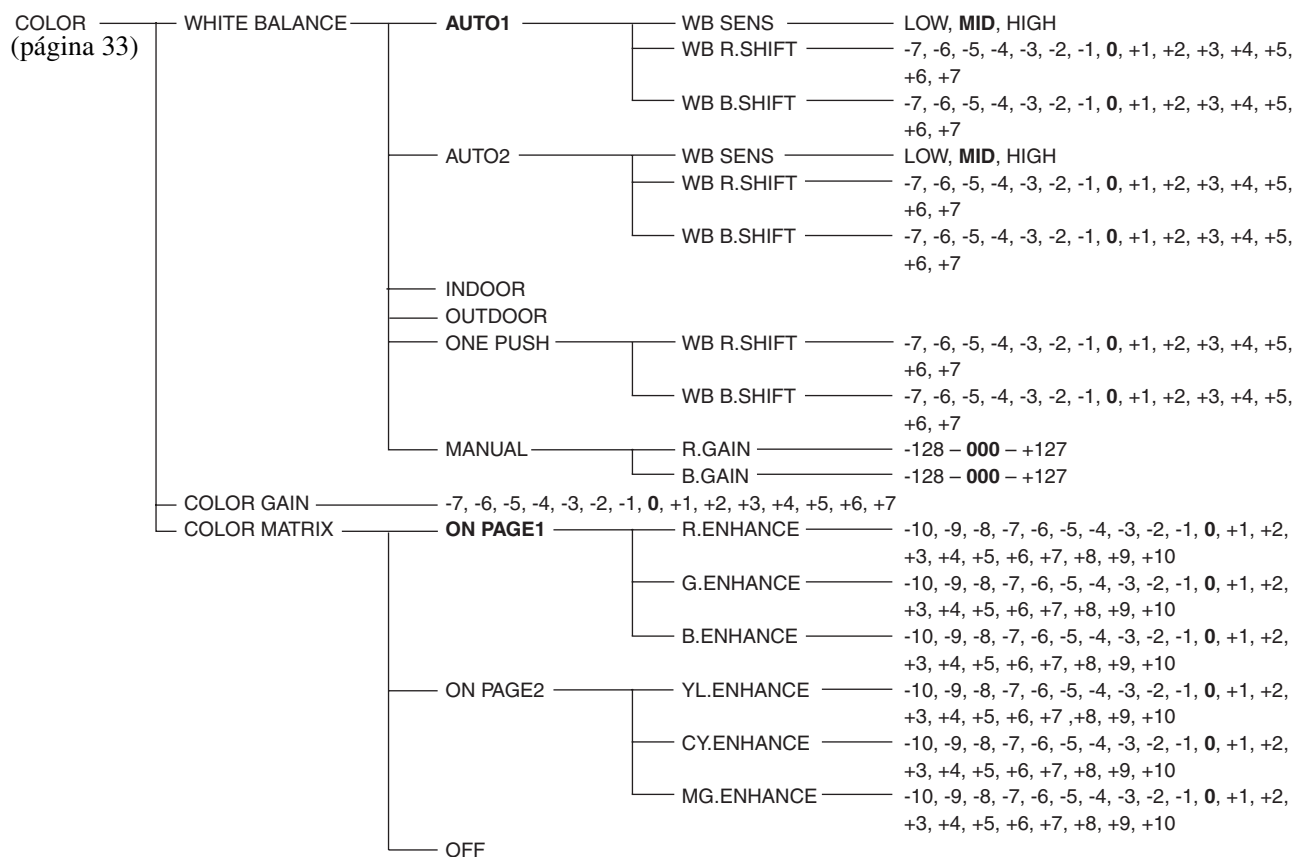 COLOR WHITE BALANCE AUTO1 WB SENS LOW, MID, HIGH
(página 33) WB R.SHIFT -7, -6, -5, -4, -3, -2, -1, 0, +1, +2, +3, +4, +5,
+6, +7
WB B.SHIFT -7, -6, -5, -4, -3, -2, -1, 0, +1, +2, +3, +4, +5,
+6, +7
AUTO2 WB SENS LOW, MID, HIGH
WB R.SHIFT -7, -6, -5, -4, -3, -2, -1, 0, +1, +2, +3, +4, +5,
+6, +7
WB B.SHIFT -7, -6, -5, -4, -3, -2, -1, 0, +1, +2, +3, +4, +5,
+6, +7
INDOOR
OUTDOOR
ONE PUSH WB R.SHIFT -7, -6, -5, -4, -3, -2, -1, 0, +1, +2, +3, +4, +5,
+6, +7
WB B.SHIFT -7, -6, -5, -4, -3, -2, -1, 0, +1, +2, +3, +4, +5,
+6, +7
MANUAL R.GAIN -128 – 000 – +127
B.GAIN -128 – 000 – +127
COLOR GAIN -7, -6, -5, -4, -3, -2, -1, 0, +1, +2, +3, +4, +5, +6, +7
COLOR MATRIX ON PAGE1 R.ENHANCE -10, -9, -8, -7, -6, -5, -4, -3, -2, -1, 0, +1, +2,
+3, +4, +5, +6, +7, +8, +9, +10
G.ENHANCE -10, -9, -8, -7, -6, -5, -4, -3, -2, -1, 0, +1, +2,
+3, +4, +5, +6, +7, +8, +9, +10
B.ENHANCE -10, -9, -8, -7, -6, -5, -4, -3, -2, -1, 0, +1, +2,
+3, +4, +5, +6, +7, +8, +9, +10
ON PAGE2 YL.ENHANCE -10, -9, -8, -7, -6, -5, -4, -3, -2, -1, 0, +1, +2,
+3, +4, +5, +6, +7 ,+8, +9, +10
CY.ENHANCE -10, -9, -8, -7, -6, -5, -4, -3, -2, -1, 0, +1, +2,
+3, +4, +5, +6, +7, +8, +9, +10
MG.ENHANCE -10, -9, -8, -7, -6, -5, -4, -3, -2, -1, 0, +1, +2,
+3, +4, +5, +6, +7, +8, +9, +10
OFF